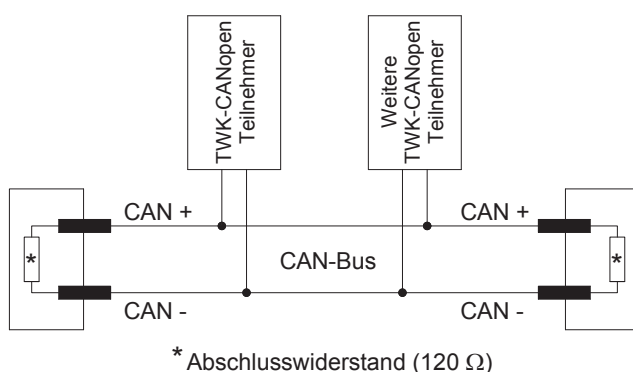 TWK-CANopen
Teilnehmer
Weitere
TWK-CANopen
Teilnehmer
CAN +
CAN +
*
CAN-Bus
*
CAN -
CAN -
* Abschlusswiderstand (120 Ω)